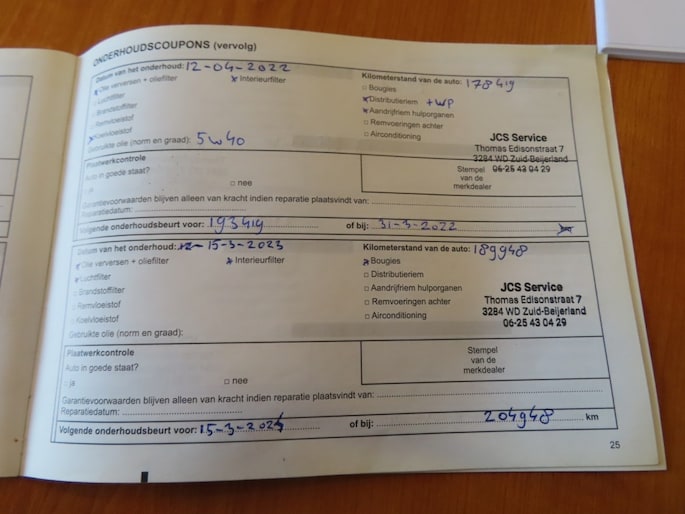 ONDERHOUDSCOUPONS (vervolg)
Datum van het onderhoud: 12-04-2022
Kilometerstand van de auto: 178419
Olie verversen + oliefilter
Interieurfilter
Bougies
Luchtfilter
Distributieriem +WP
Brandstoffilter
Aandrijfriem hulporganen
Remvloeistof
Remvoeringen achter
Koelvloeistof
Airconditioning
Gebruikte olie (norm en graad): 5w40
JCS Service
Thomas Edisonstraat 7
3284 WD Zuid-Beijerland
06-25 43 04 29
Plaatwerkcontrole
Auto in goede staat?
ja
nee
Stempel
van de
merkdealer
Garantievoorwaarden blijven alleen van kracht indien reparatie plaatsvindt van:
Reparatiedatum:
Volgende onderhoudsbeurt voor: 193419
of bij: 31-3-2022
Datum van het onderhoud: 15-3-2023
Kilometerstand van de auto: 189948
Olie verversen + oliefilter
Interieurfilter
Bougies
Luchtfilter
Distributieriem
Brandstoffilter
Aandrijfriem hulporganen
Remvloeistof
Remvoeringen achter
Koelvloeistof
Airconditioning
Gebruikte olie (norm en graad):
JCS Service
Thomas Edisonstraat 7
3284 WD Zuid-Beijerland
06-25 43 04 29
Plaatwerkcontrole
Auto in goede staat?
ja
nee
Stempel
van de
merkdealer
Garantievoorwaarden blijven alleen van kracht indien reparatie plaatsvindt van:
Reparatiedatum:
Volgende onderhoudsbeurt voor: 15-3-2024
of bij: 204948 km
25